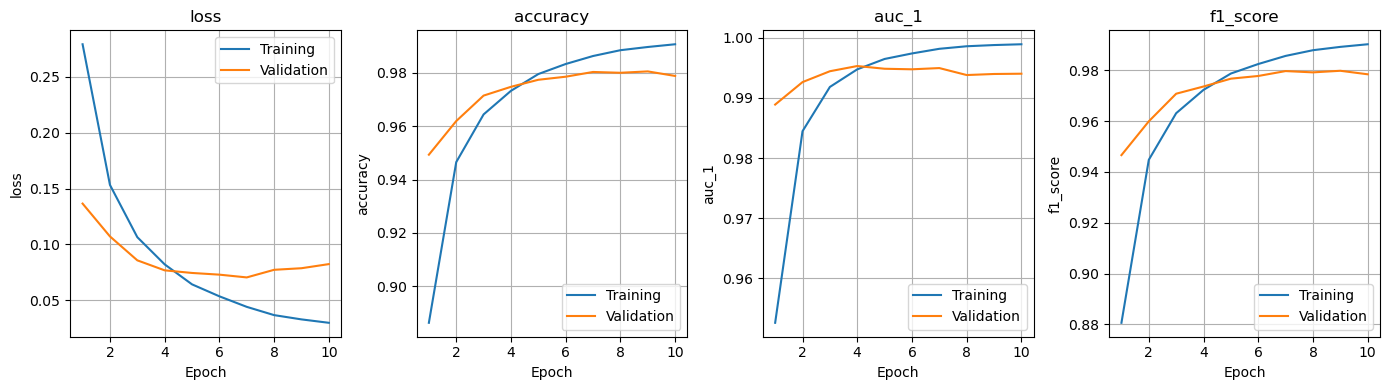 loss
loss
0.25
0.20
0.15
0.10
0.05
Training
Validation
2 4 6 8 10
Epoch
accuracy
accuracy
0.98
0.96
0.94
0.92
0.90
Training
Validation
2 4 6 8 10
Epoch
auc_1
auc_1
1.00
0.99
0.98
0.97
0.96
Training
Validation
2 4 6 8 10
Epoch
f1_score
f1_score
0.98
0.96
0.94
0.92
0.90
0.88
Training
Validation
2 4 6 8 10
Epoch